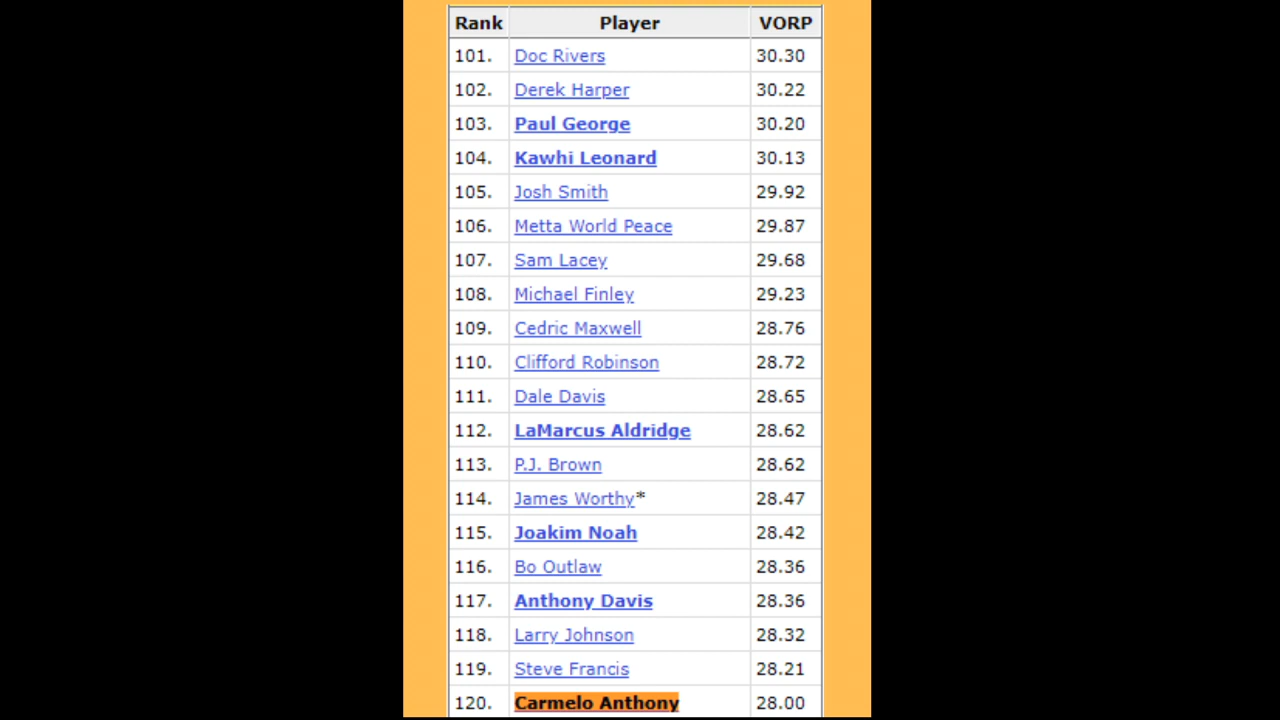 Rank Player VORP
101. Doc Rivers 30.30
102. Derek Harper 30.22
103. Paul George 30.20
104. Kawhi Leonard 30.13
105. Josh Smith 29.92
106. Metta World Peace 29.87
107. Sam Lacey 29.68
108. Michael Finley 29.23
109. Cedric Maxwell 28.76
110. Clifford Robinson 28.72
111. Dale Davis 28.65
112. LaMarcus Aldridge 28.62
113. P.J. Brown 28.62
114. James Worthy* 28.47
115. Joakim Noah 28.42
116. Bo Outlaw 28.36
117. Anthony Davis 28.36
118. Larry Johnson 28.32
119. Steve Francis 28.21
120. Carmelo Anthony 28.00